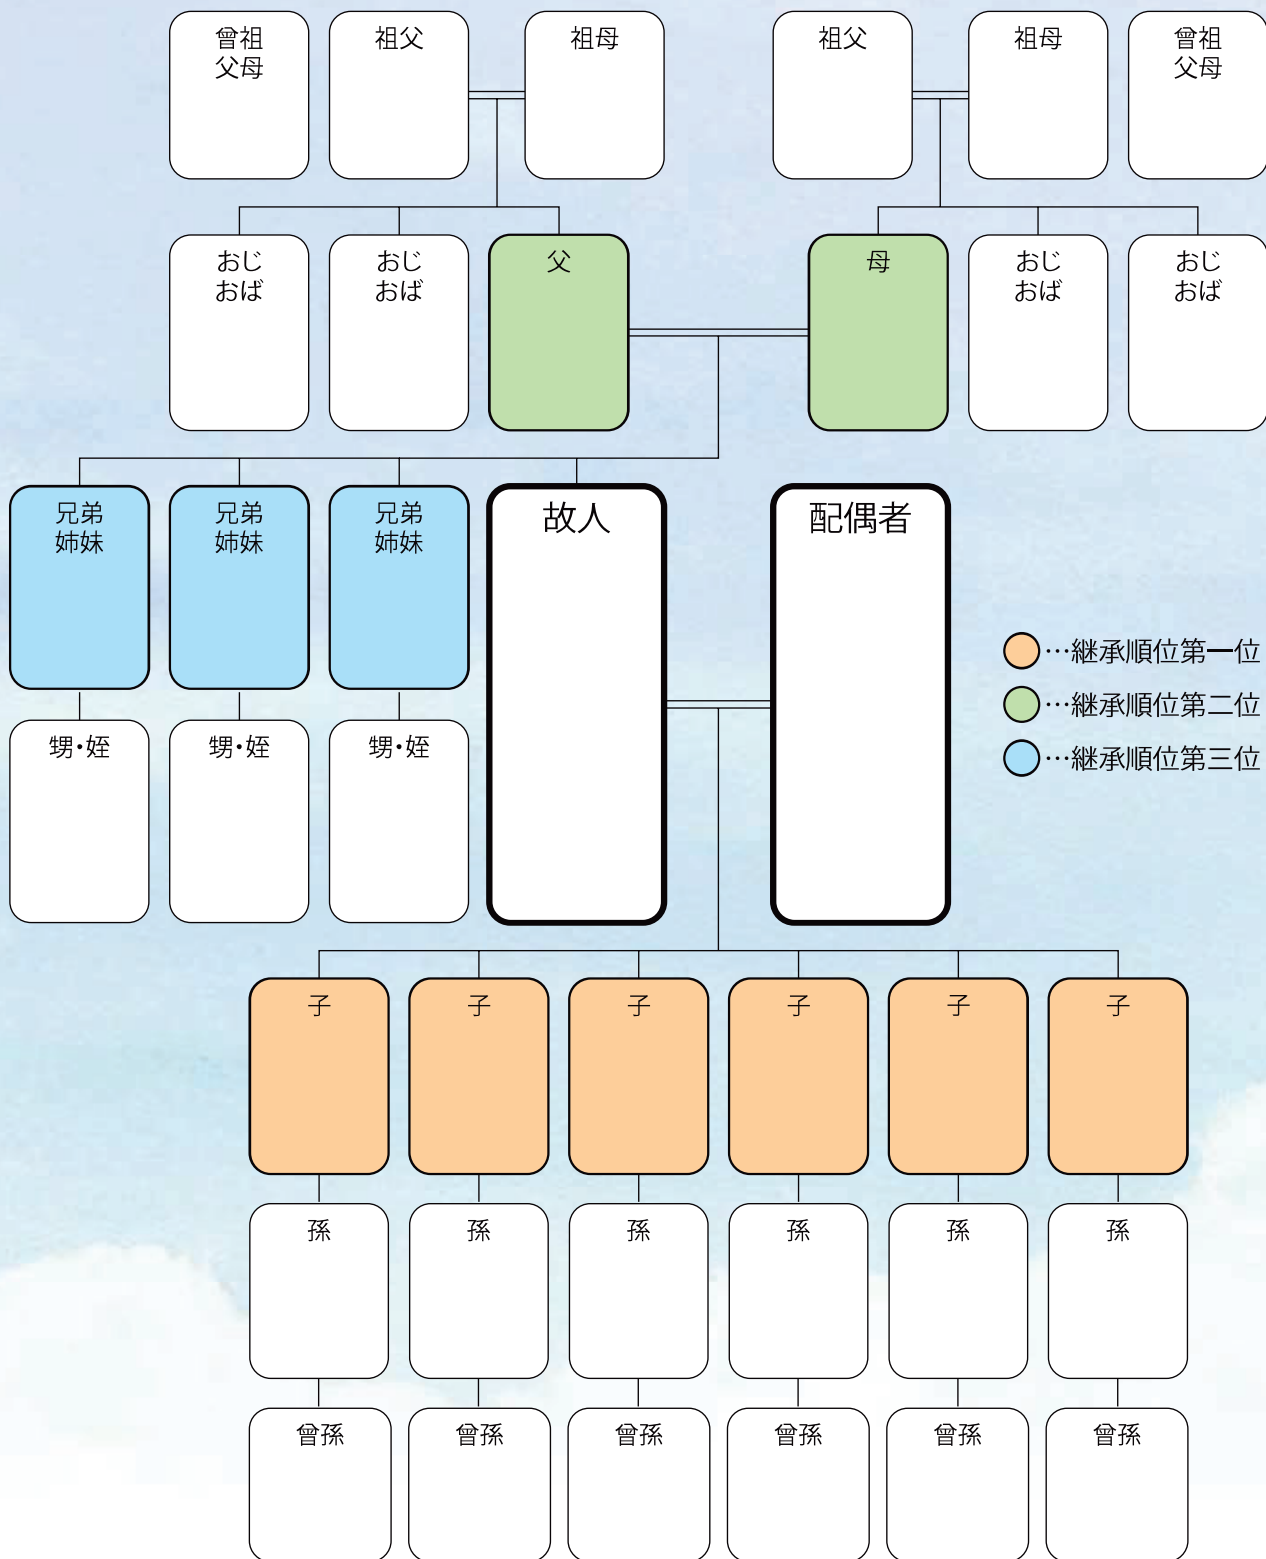 曾祖
父母
祖父
祖母
祖父
祖母
曾祖
父母
おじ
おば
おじ
おば
父
母
おじ
おば
おじ
おば
兄弟
姉妹
兄弟
姉妹
兄弟
姉妹
故人
配偶者
…継承順位第一位
…継承順位第二位
…継承順位第三位
甥・姪
甥・姪
甥・姪
子
子
子
子
子
子
孫
孫
孫
孫
孫
孫
曾孫
曾孫
曾孫
曾孫
曾孫
曾孫